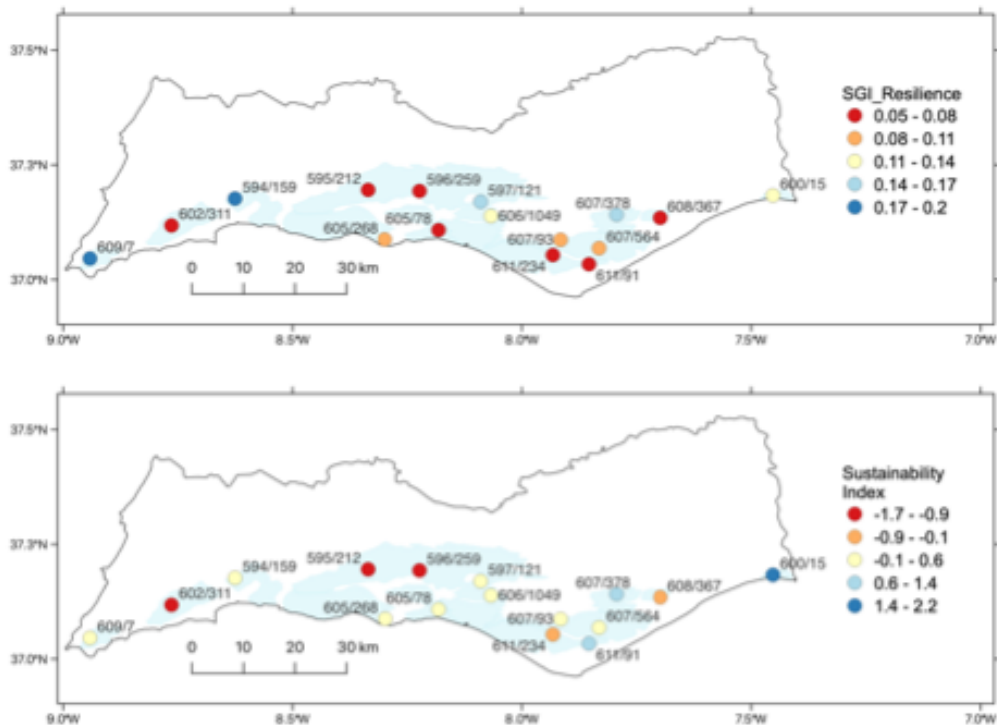 37.5°N
SGI_Resilience
0.05 - 0.08
0.08 - 0.11
0.11 - 0.14
0.14 - 0.17
0.17 - 0.2
37.3°N
595/212
596/259
594/159
597/121
600/15
602/311
605/78
606/1049
607/378
608/367
605/268
607/93
607/564
609/7
611/234
611/91
0 10 20 30 km
37.0°N
9.0°W 8.5°W 8.0°W 7.5°W 7.0°W
37.5°N
Sustainability
Index
-1.7 - -0.9
-0.9 - -0.1
-0.1 - 0.6
0.6 - 1.4
1.4 - 2.2
37.3°N
595/212
596/259
594/159
597/121
600/15
607/378
608/367
602/311
605/78
606/1049
605/268
607/93
607/564
609/7
611/234
611/91
0 10 20 30 km
37.0°N
9.0°W 8.5°W 8.0°W 7.5°W 7.0°W